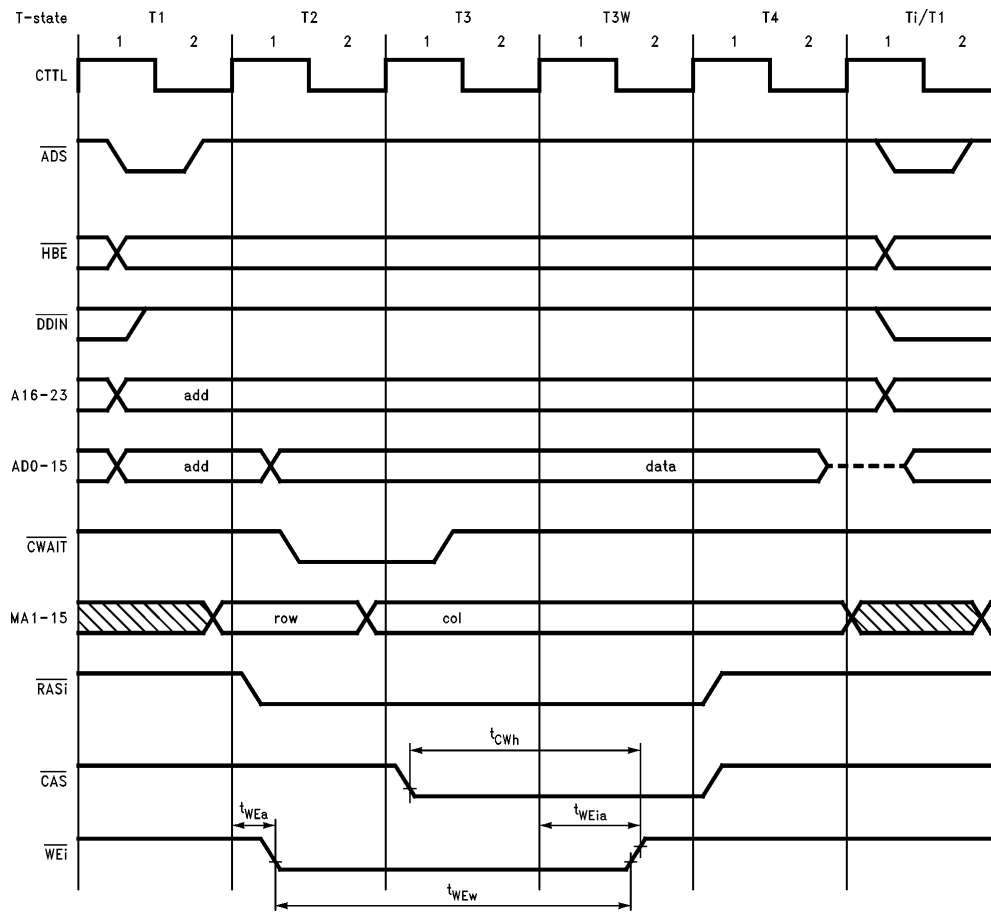 T-state T1 T2 T3 T3W T4 Ti/T1
1 2 1 2 1 2 1 2 1 2 1 2
CTTL
ADS
HBE
DDIN
A16-23 add
AD0-15 add data
CWAIT
MA1-15 row col
RASi
tCWh
CAS
tWEa tWEia
WEi
tWEw